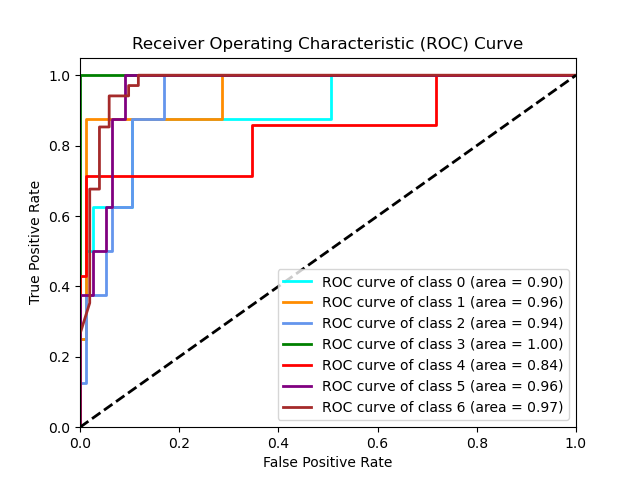 Receiver Operating Characteristic (ROC) Curve
True Positive Rate
1.0
0.8
0.6
0.4
0.2
0.0
ROC curve of class 0 (area = 0.90)
ROC curve of class 1 (area = 0.96)
ROC curve of class 2 (area = 0.94)
ROC curve of class 3 (area = 1.00)
ROC curve of class 4 (area = 0.84)
ROC curve of class 5 (area = 0.96)
ROC curve of class 6 (area = 0.97)
0.0 0.2 0.4 0.6 0.8 1.0
False Positive Rate